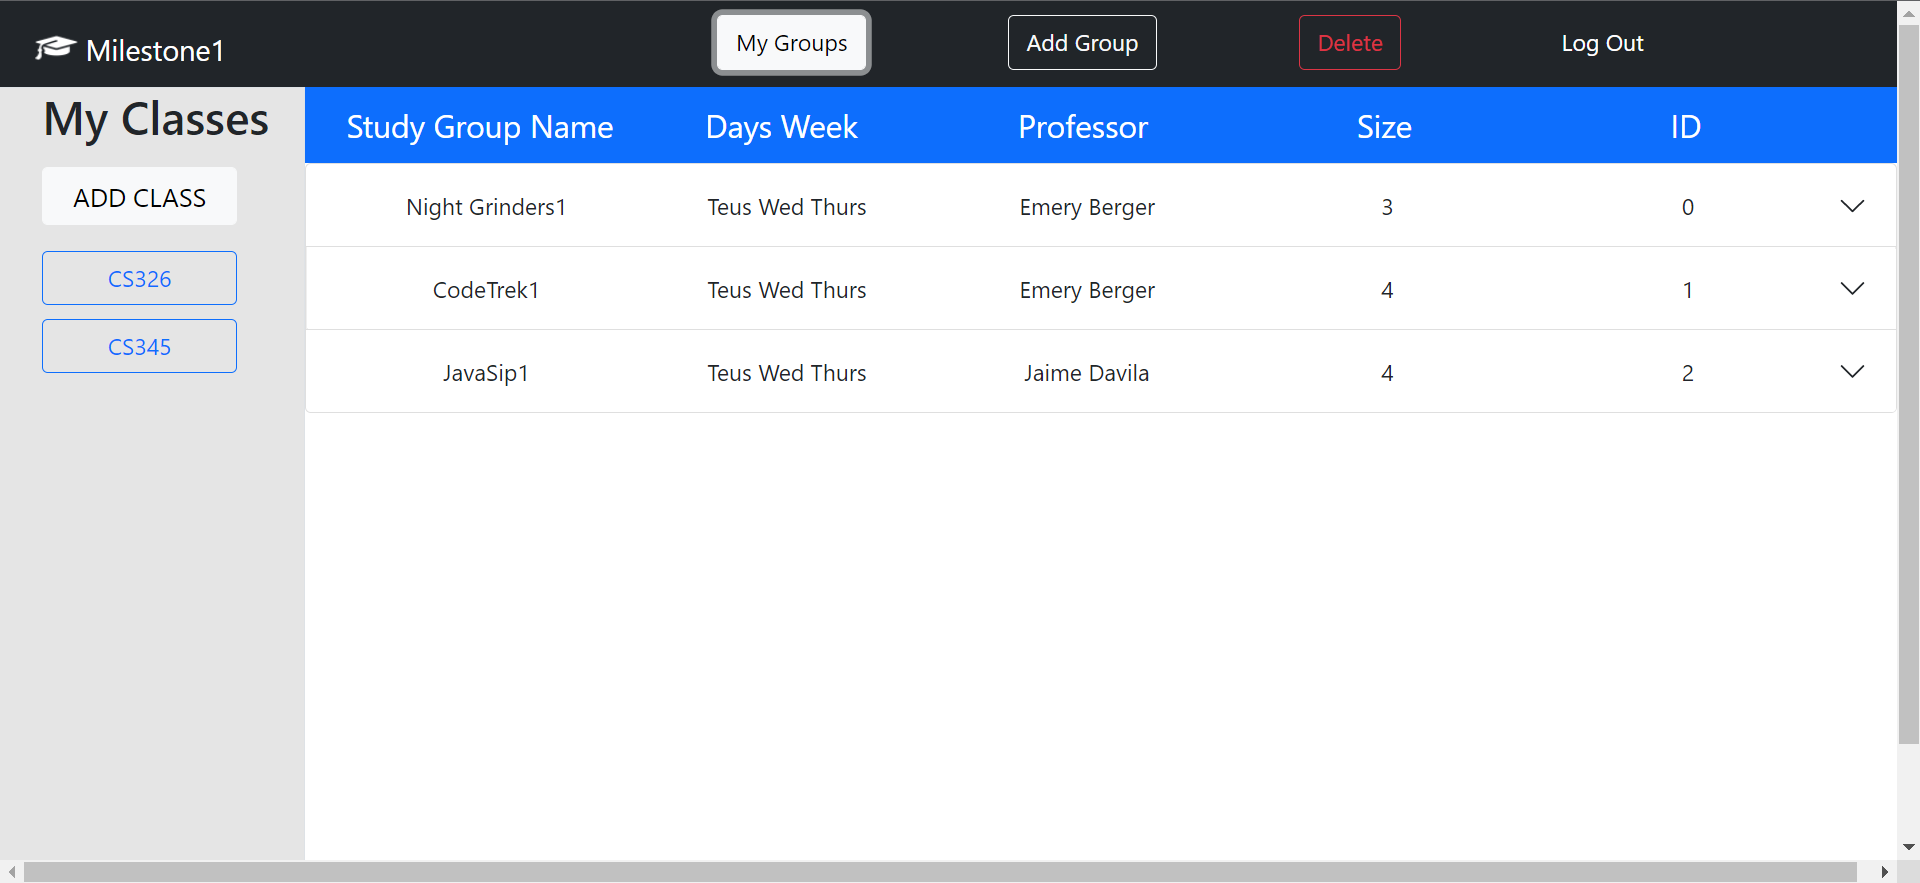 Milestone1
My Groups
Add Group
Delete
Log Out
My Classes
ADD CLASS
CS326
CS345
Study Group Name Days Week Professor Size ID
Night Grinders1 Teus Wed Thurs Emery Berger 3 0
CodeTrek1 Teus Wed Thurs Emery Berger 4 1
JavaSip1 Teus Wed Thurs Jaime Davila 4 2